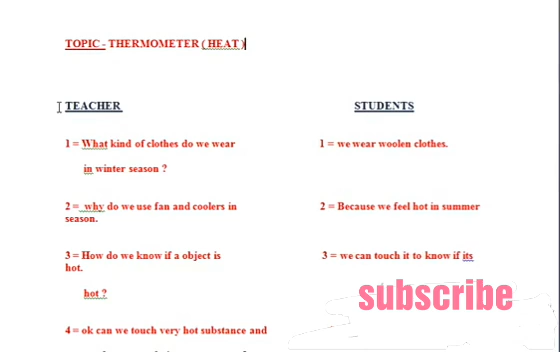 TOPIC - THERMOMETER ( HEAT )
TEACHER
STUDENTS
1 = What kind of clothes do we wear
1 = we wear woolen clothes.
in winter season ?
2 = why do we use fan and coolers in
2 = Because we feel hot in summer
season.
3 = How do we know if a object is
3 = we can touch it to know if its
hot.
hot ?
subscribe
4 = ok can we touch very hot substance and